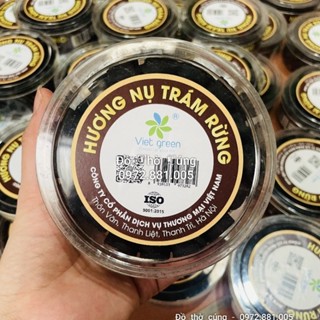 HƯƠNG NỤ TRÁM RỪNG
Viet green
Đồ thờ cúng -
0972.881.005
ISO
9001:2015
CÔNG TY CỔ PHẦN DỊCH VỤ THƯƠNG MẠI VIỆT NAM
Thôn Văn, Thanh Liệt, Thanh Trì, Hà Nội
Đồ thờ cúng - 0972.881.005